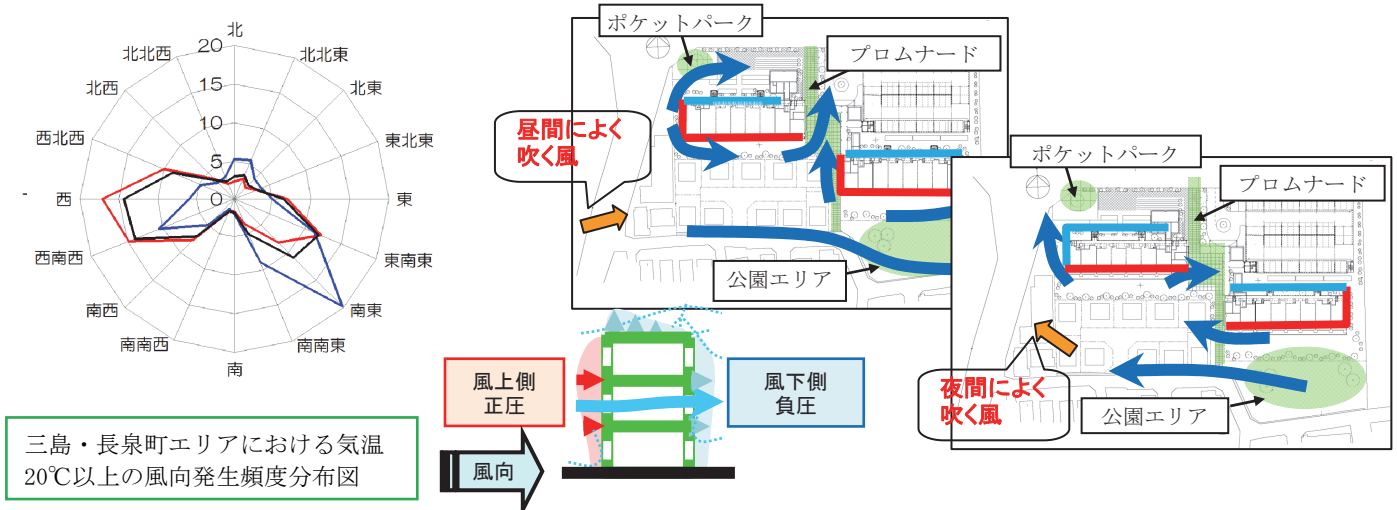 北
北北東
北東
東北東
東
東南東
南東
南南東
南
南南西
南西
西南西
西
西北西
北西
北北西
20
15
10
5
0
-
三島・長泉町エリアにおける気温
20℃以上の風向発生頻度分布図
ポケットパーク
プロムナード
昼間によく
吹く風
公園エリア
風上側
正圧
風下側
負圧
風向
ポケットパーク
プロムナード
夜間によく
吹く風
公園エリア